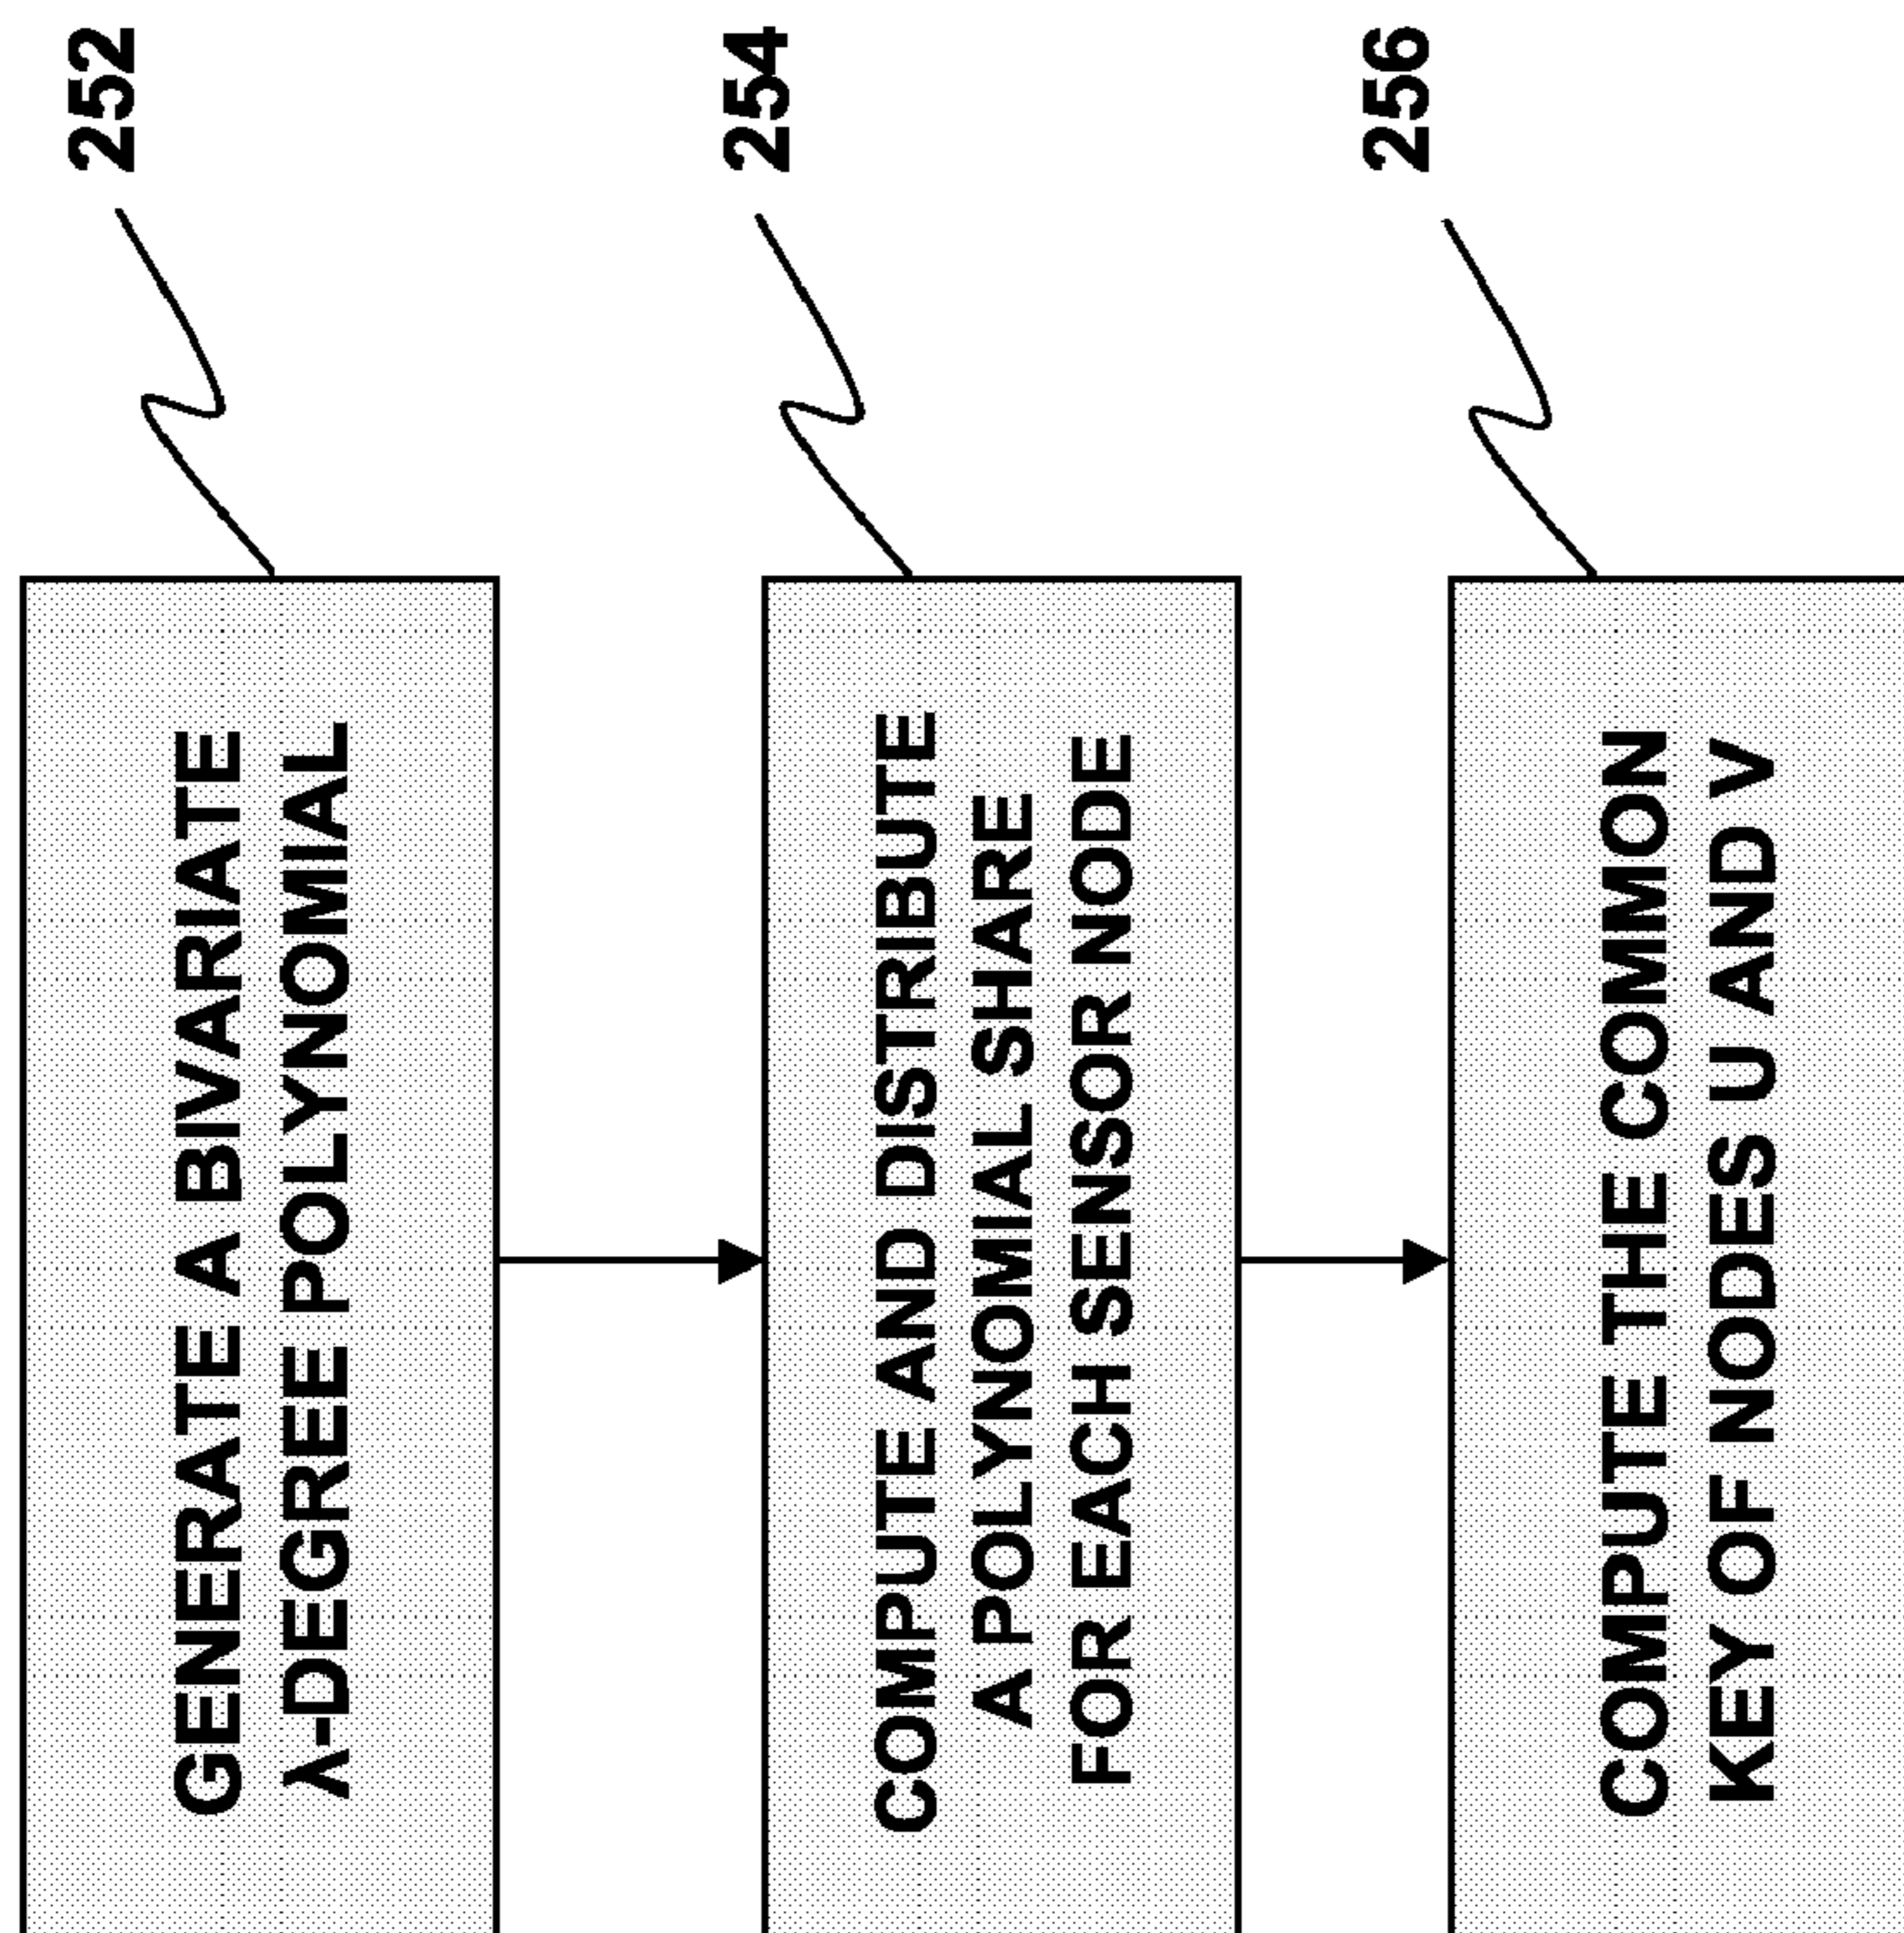 252
GENERATE A BIVARIATE
λ-DEGREE POLYNOMIAL
254
COMPUTE AND DISTRIBUTE
A POLYNOMIAL SHARE
FOR EACH SENSOR NODE
256
COMPUTE THE COMMON
KEY OF NODES U AND V